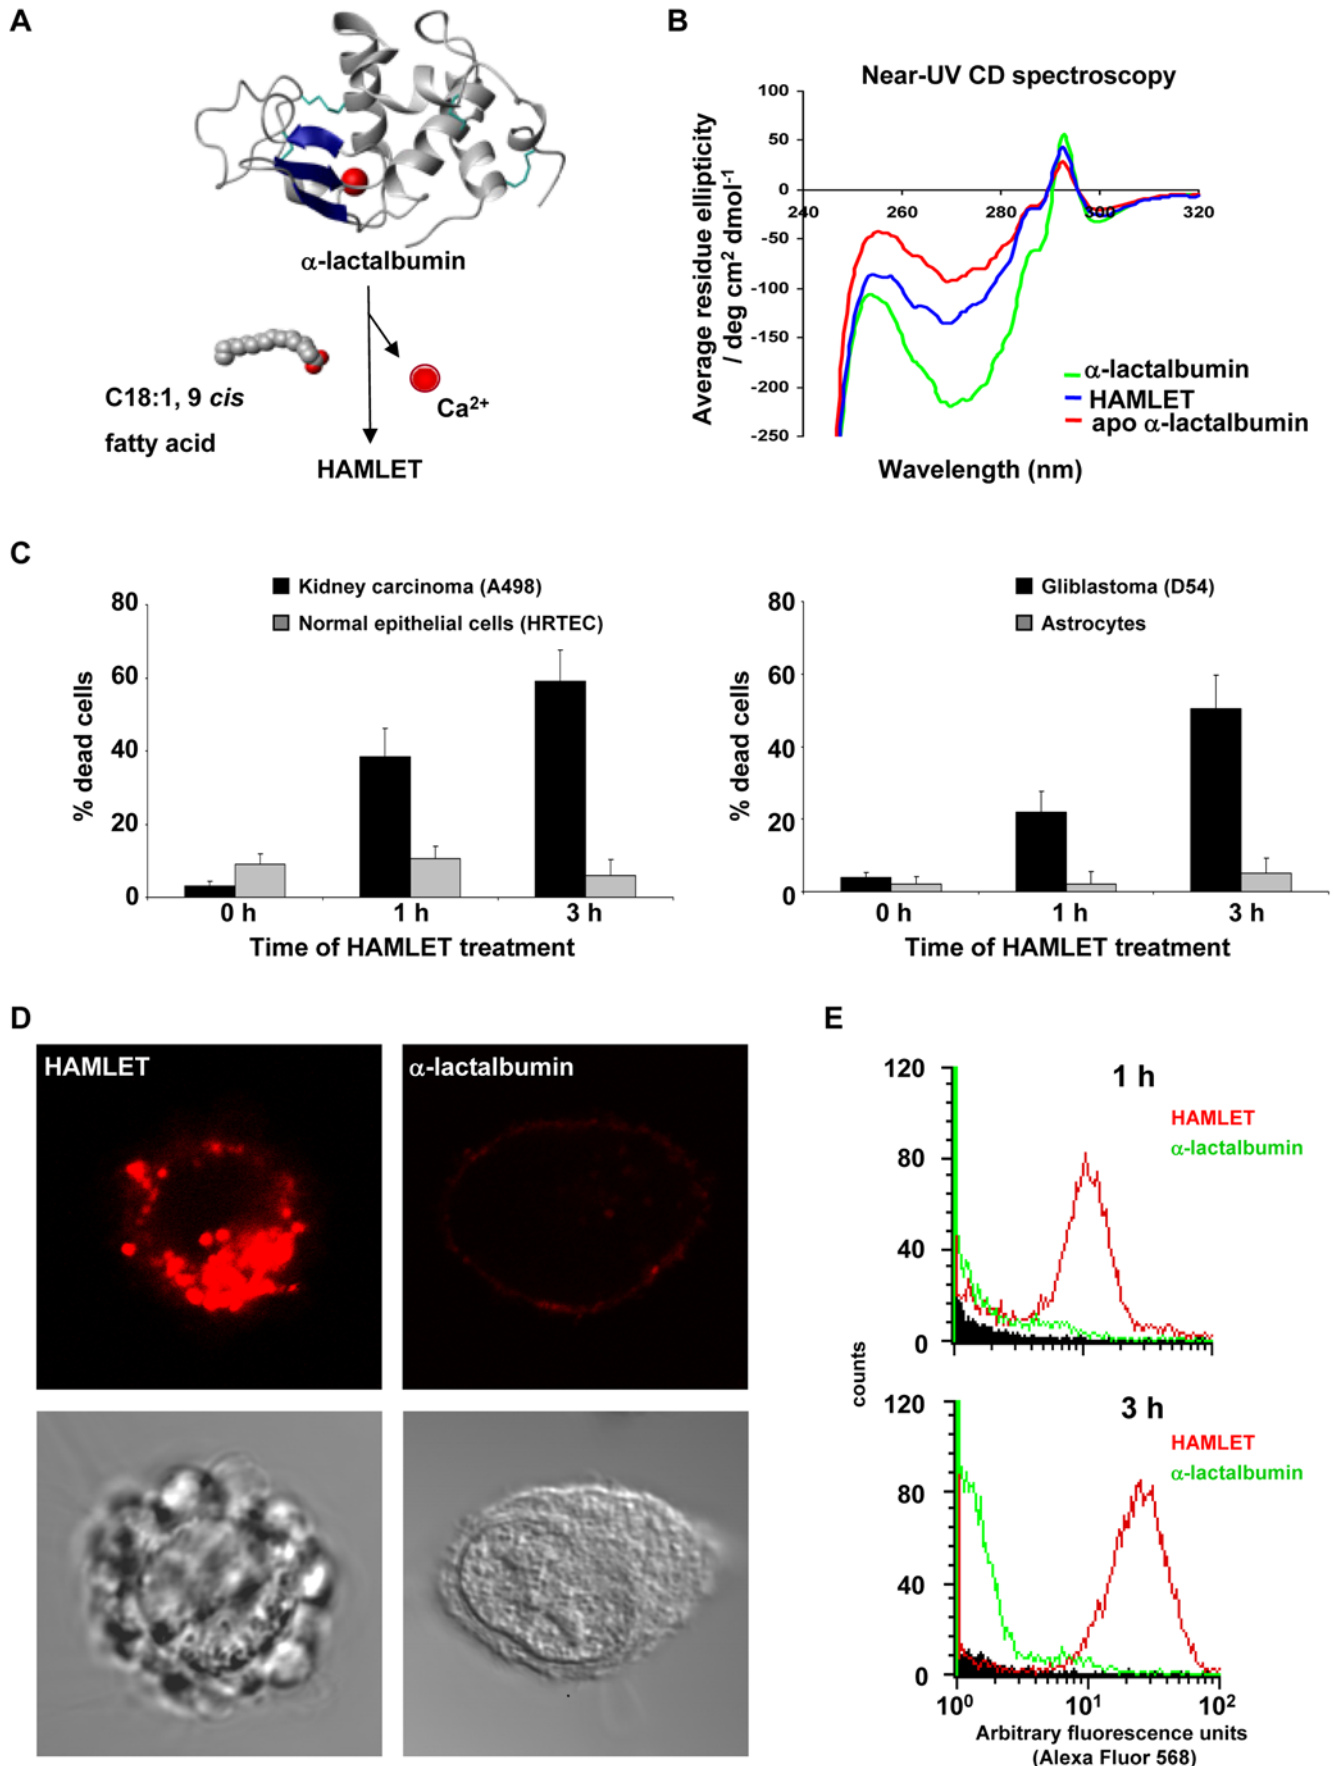 A
α-lactalbumin
C18:1, 9 cis
fatty acid
Ca2+
HAMLET
B
Near-UV CD spectroscopy
Average residue ellipticity
/ deg cm2 dmol-1
100
50
0
-50
-100
-150
-200
-250
240 260 280 300 320
α-lactalbumin
HAMLET
apo α-lactalbumin
Wavelength (nm)
C
Kidney carcinoma (A498)
Normal epithelial cells (HRTEC)
% dead cells
80
60
40
20
0
0 h 1 h 3 h
Time of HAMLET treatment
Gliblastoma (D54)
Astrocytes
% dead cells
80
60
40
20
0
0 h 1 h 3 h
Time of HAMLET treatment
D
HAMLET
α-lactalbumin
E
1 h
HAMLET
α-lactalbumin
120
80
40
0
counts
3 h
HAMLET
α-lactalbumin
120
80
40
0
100 101 102
Arbitrary fluorescence units
(Alexa Fluor 568)